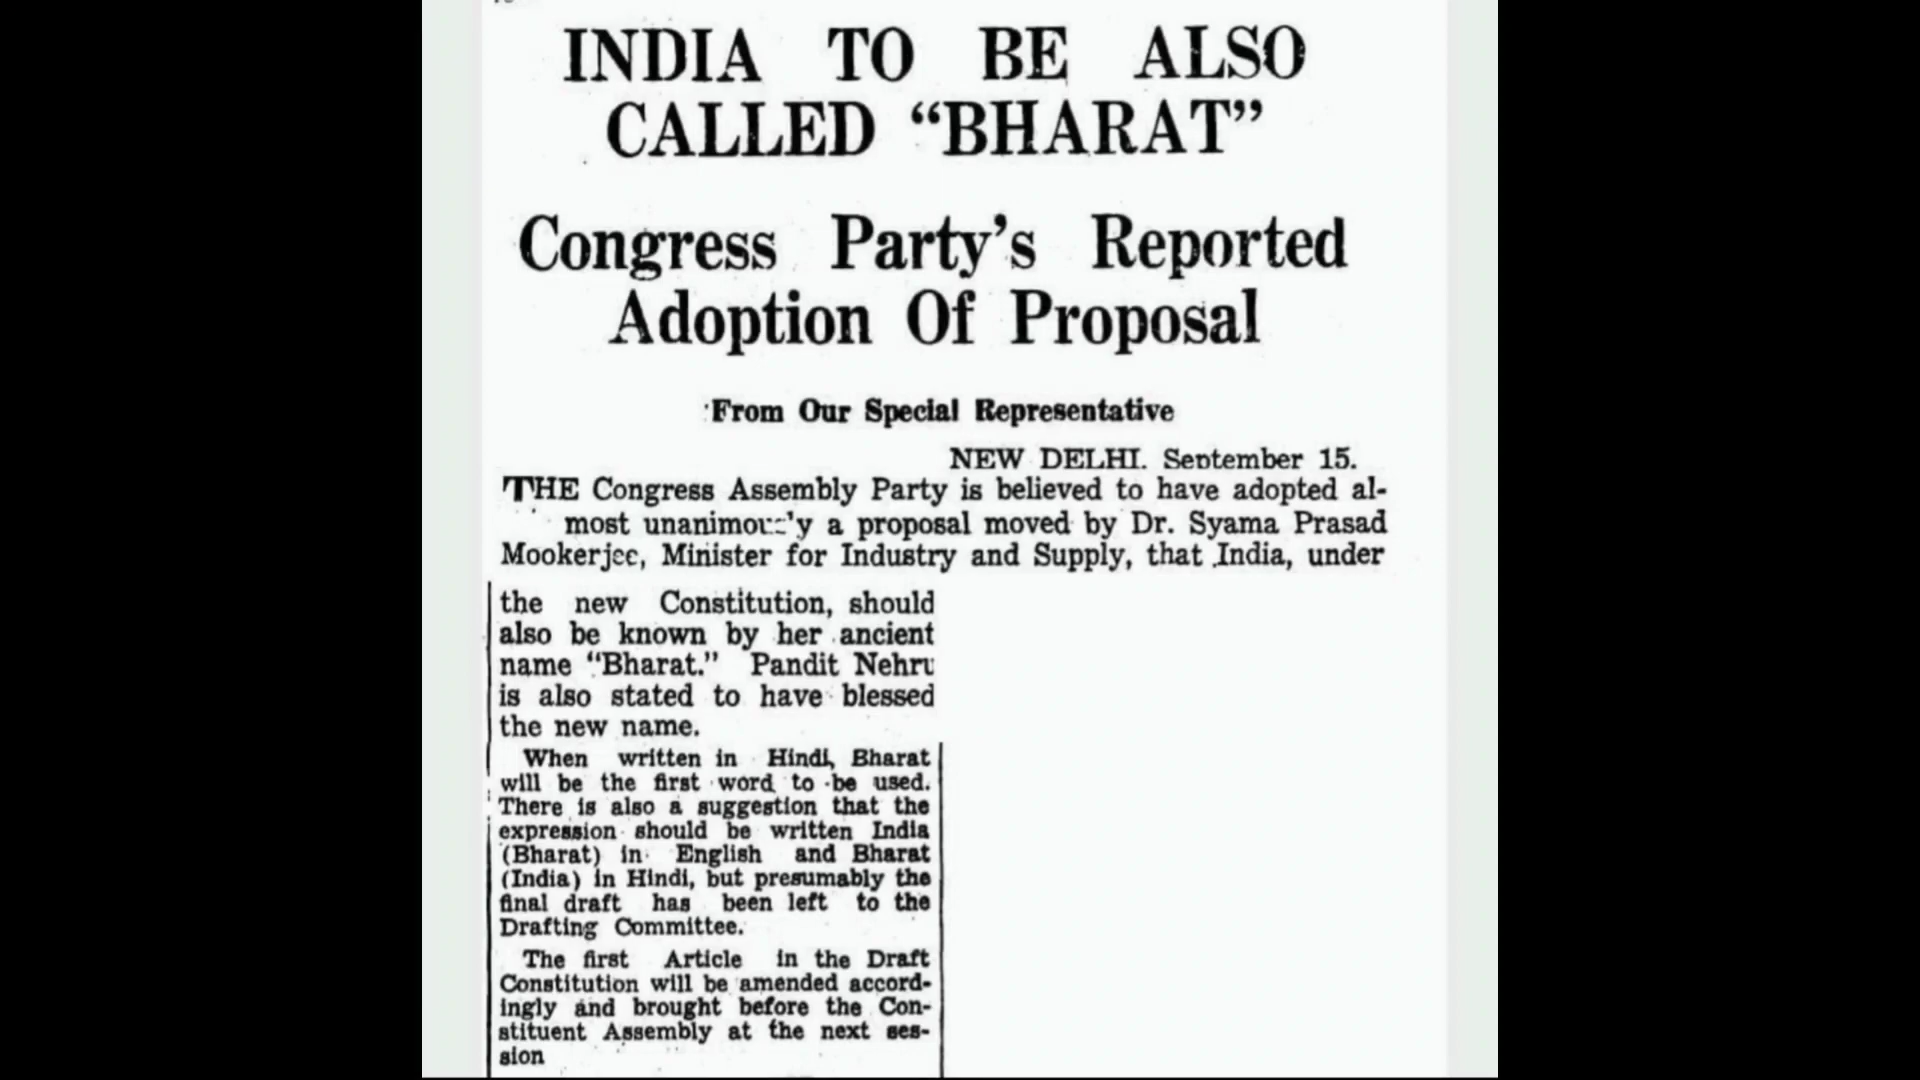 INDIA TO BE ALSO
CALLED “BHARAT”
Congress Party’s Reported
Adoption Of Proposal
From Our Special Representative
NEW DELHI. September 15.
THE Congress Assembly Party is believed to have adopted al-
most a proposal moved by Dr. Syama Prasad
Mookerjee, Minister for Industry and Supply, that India, under
the new Constitution, should
also be known by her ancient
name “Bharat.” Pandit Nehru
is also stated to have blessed
the new name.
When written in Hindi, Bharat
will be the first word to be used.
There is also a suggestion that the
expression should be written India
(Bharat) in English and Bharat
(India) in Hindi, but presumably the
final draft has been left to the
Drafting Committee.
The first Article in the Draft
Constitution will be amended accord-
ingly and brought before the Con-
stituent Assembly at the next ses-
sion